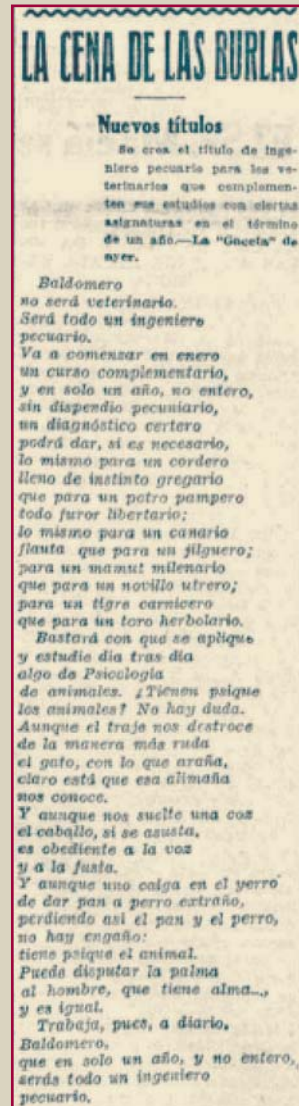 LA CENA DE LAS BURLAS
Nuevos títulos
Se crea el título de inge-
niero pecuario para los ve-
terinarios que complemen-
ten sus estudios con ciertas
asignaturas en el término
de un año.—La "Gaceta" de
ayer.
Baldomero
no será veterinario.
Será todo un ingeniero
pecuario.
Va a comenzar en enero
un curso complementario,
y en solo un año, no entero,
sin dispendio pecuniario,
un diagnóstico certero
podrá dar, si es necesario,
lo mismo para un cordero
lleno de instinto gregario
que para un potro pampero
todo furor libertario;
lo mismo para un canario
flauta que para un jilguero;
para un mamut milenario
que para un novillo utrero;
para un tigre carnicero
que para un toro herbolario.
Bastará con que se aplique
y estudie día tras día
algo de Psicología
de animales. ¿Tienen psique
los animales? No hay duda.
Aunque el traje nos destroce
de la manera más ruda
el gato, con lo que araña,
claro está que esa alimaña
nos conoce.
Y aunque nos suelte una coz
el caballo, si se asusta,
es obediente a la voz
y a la fusta.
Y aunque uno caiga en el yerro
de dar pan a perro extraño,
perdiendo así el pan y el perro,
no hay engaño:
tiene psique el animal.
Puede disputar la palma
al hombre, que tiene alma...,
y es igual.
Trabaja, pues, a diario,
Baldomero,
que en solo un año, y no entero,
serás todo un ingeniero
pecuario.